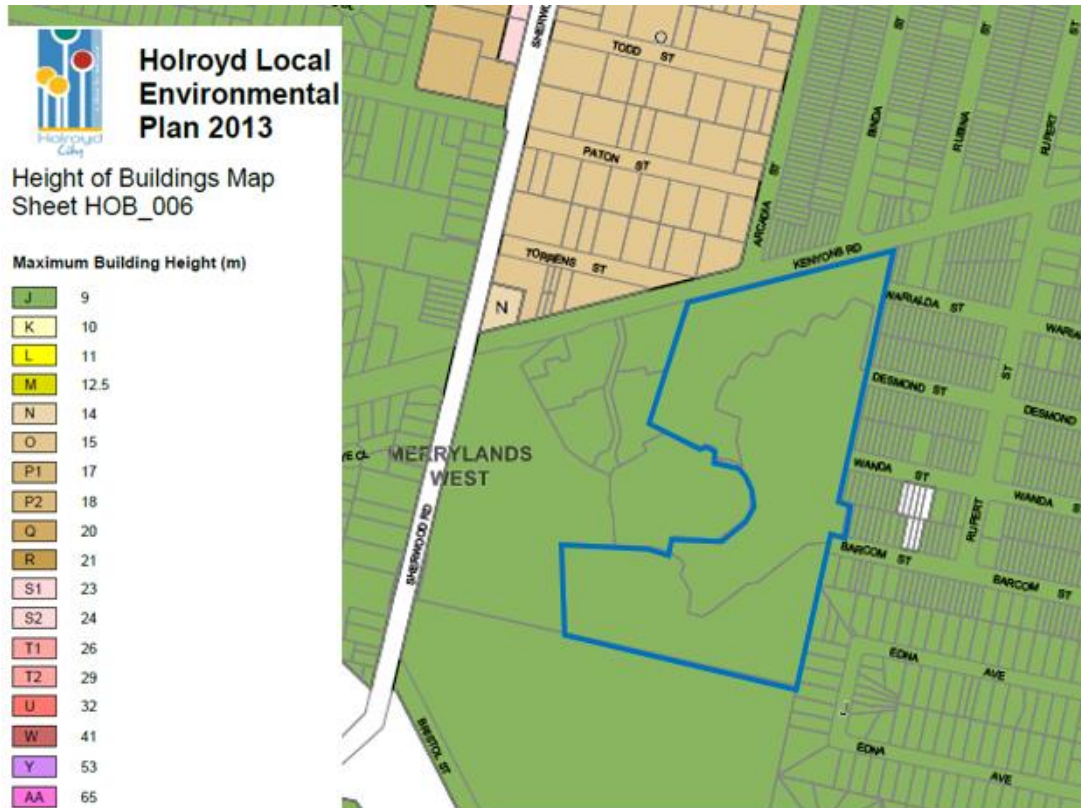 Holroyd
City
Holroyd Local
Environmental
Plan 2013
Height of Buildings Map
Sheet HOB_006
Maximum Building Height (m)
J 9
K 10
L 11
M 12.5
N 14
O 15
P1 17
P2 18
Q 20
R 21
S1 23
S2 24
T1 26
T2 29
U 32
W 41
Y 53
AA 65
O
TODD ST
PATON ST
TORRENS ST
N
ARCADIA ST
BINDA ST
RUBINA ST
RUPERT ST
KENYONS RD
WARIALDA ST
DESMOND ST
ST
DESMOND
MERRYLANDS
WEST
SHERWOOD RD
WANDA ST
RUPERT
WANDA
BARCOM ST
BARCOM ST
EDNA AVE
EDNA AVE
BRISTOL ST